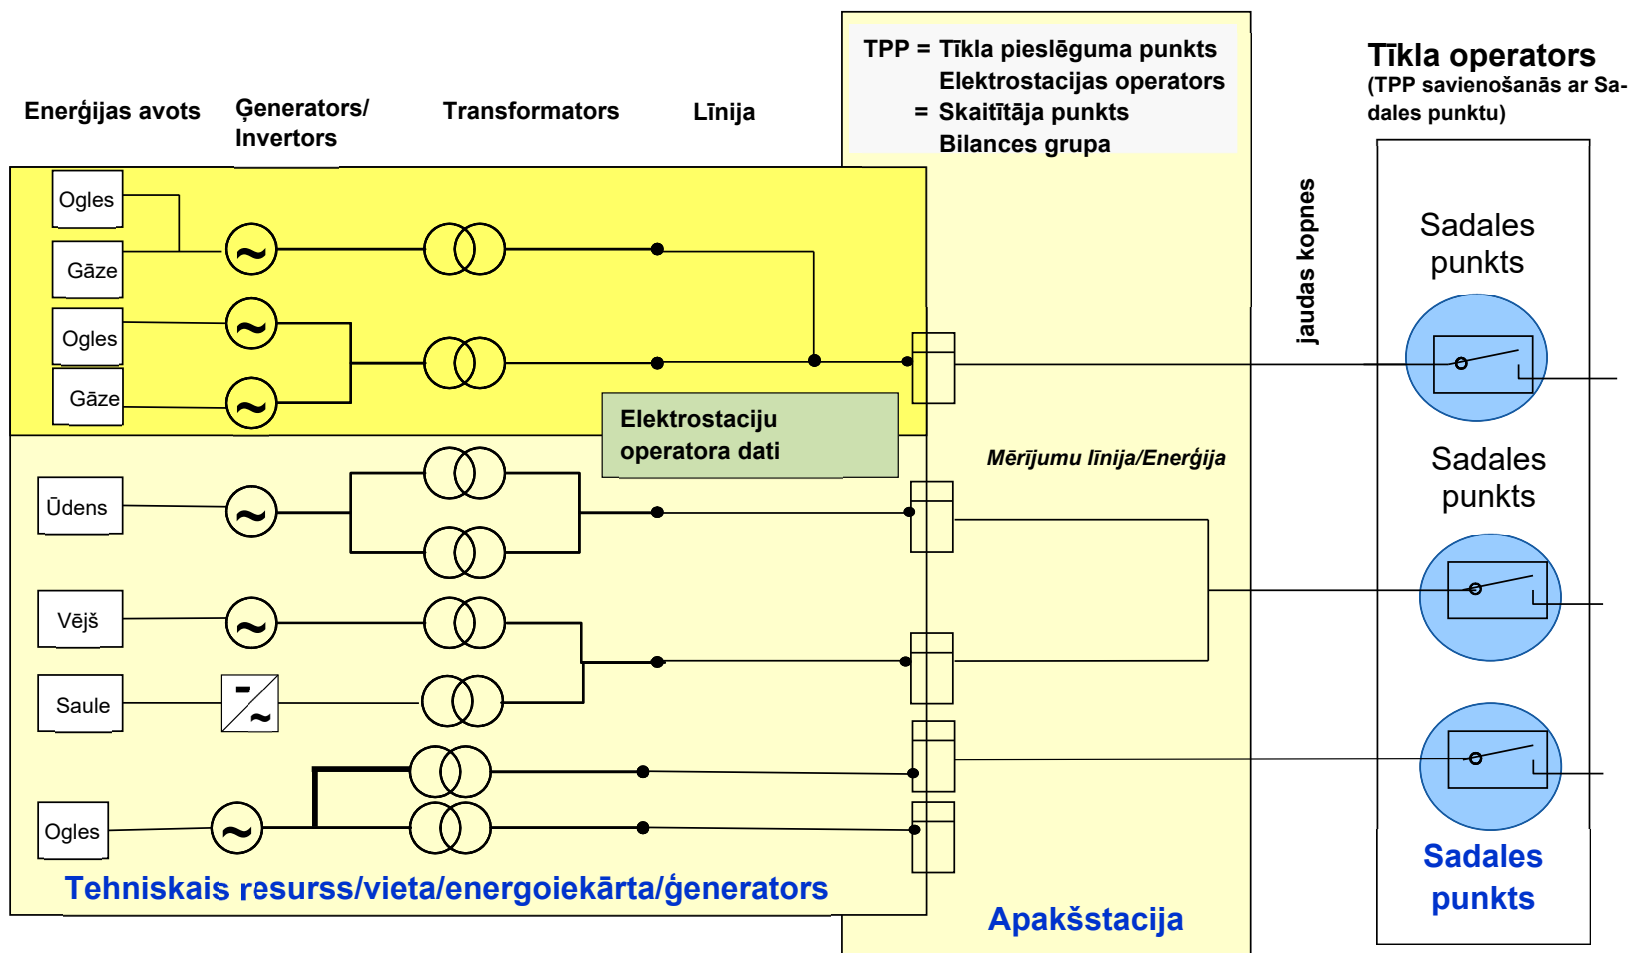 TPP = Tīkla pieslēguma punkts
Elektrostacijas operators
= Skaitītāja punkts
Bilances grupa
Tīkla operators
(TPP savienošanās ar Sa-
dales punktu)
Enerģijas avots
Ģenerators/
Invertors
Transformators
Līnija
Ogles
Gāze
Ogles
Gāze
Elektrostaciju
operatora dati
Ūdens
Vējš
Saule
Ogles
Tehniskais resurss/vieta/energoiekārta/ģenerators
Mērījumu līnija/Enerģija
Apakšstacija
jaudas kopnes
Sadales
punkts
Sadales
punkts
Sadales
punkts